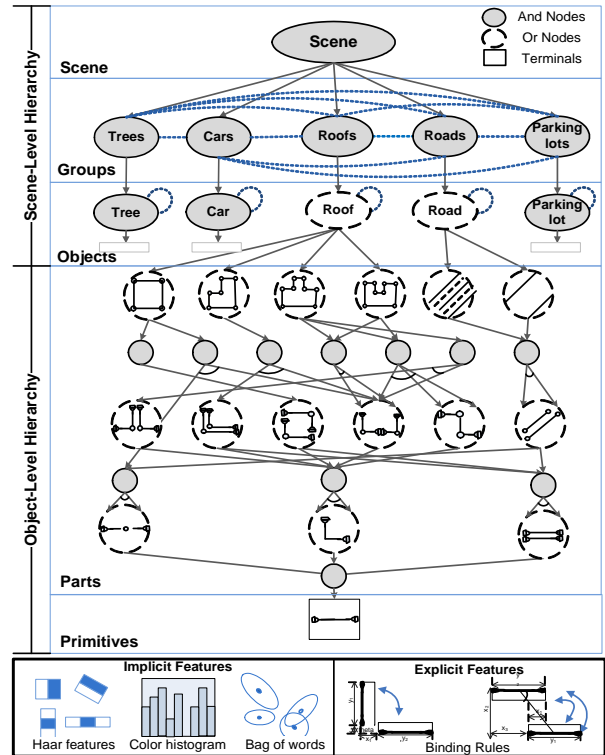 And Nodes
Or Nodes
Terminals
Scene
Scene
Scene-Level Hierarchy
Trees
Cars
Roofs
Roads
Parking
lots
Groups
Tree
Car
Roof
Road
Parking
lot
Objects
Object-Level Hierarchy
Parts
Primitives
Implicit Features
Explicit Features
Haar features
Color histogram
Bag of words
Binding Rules